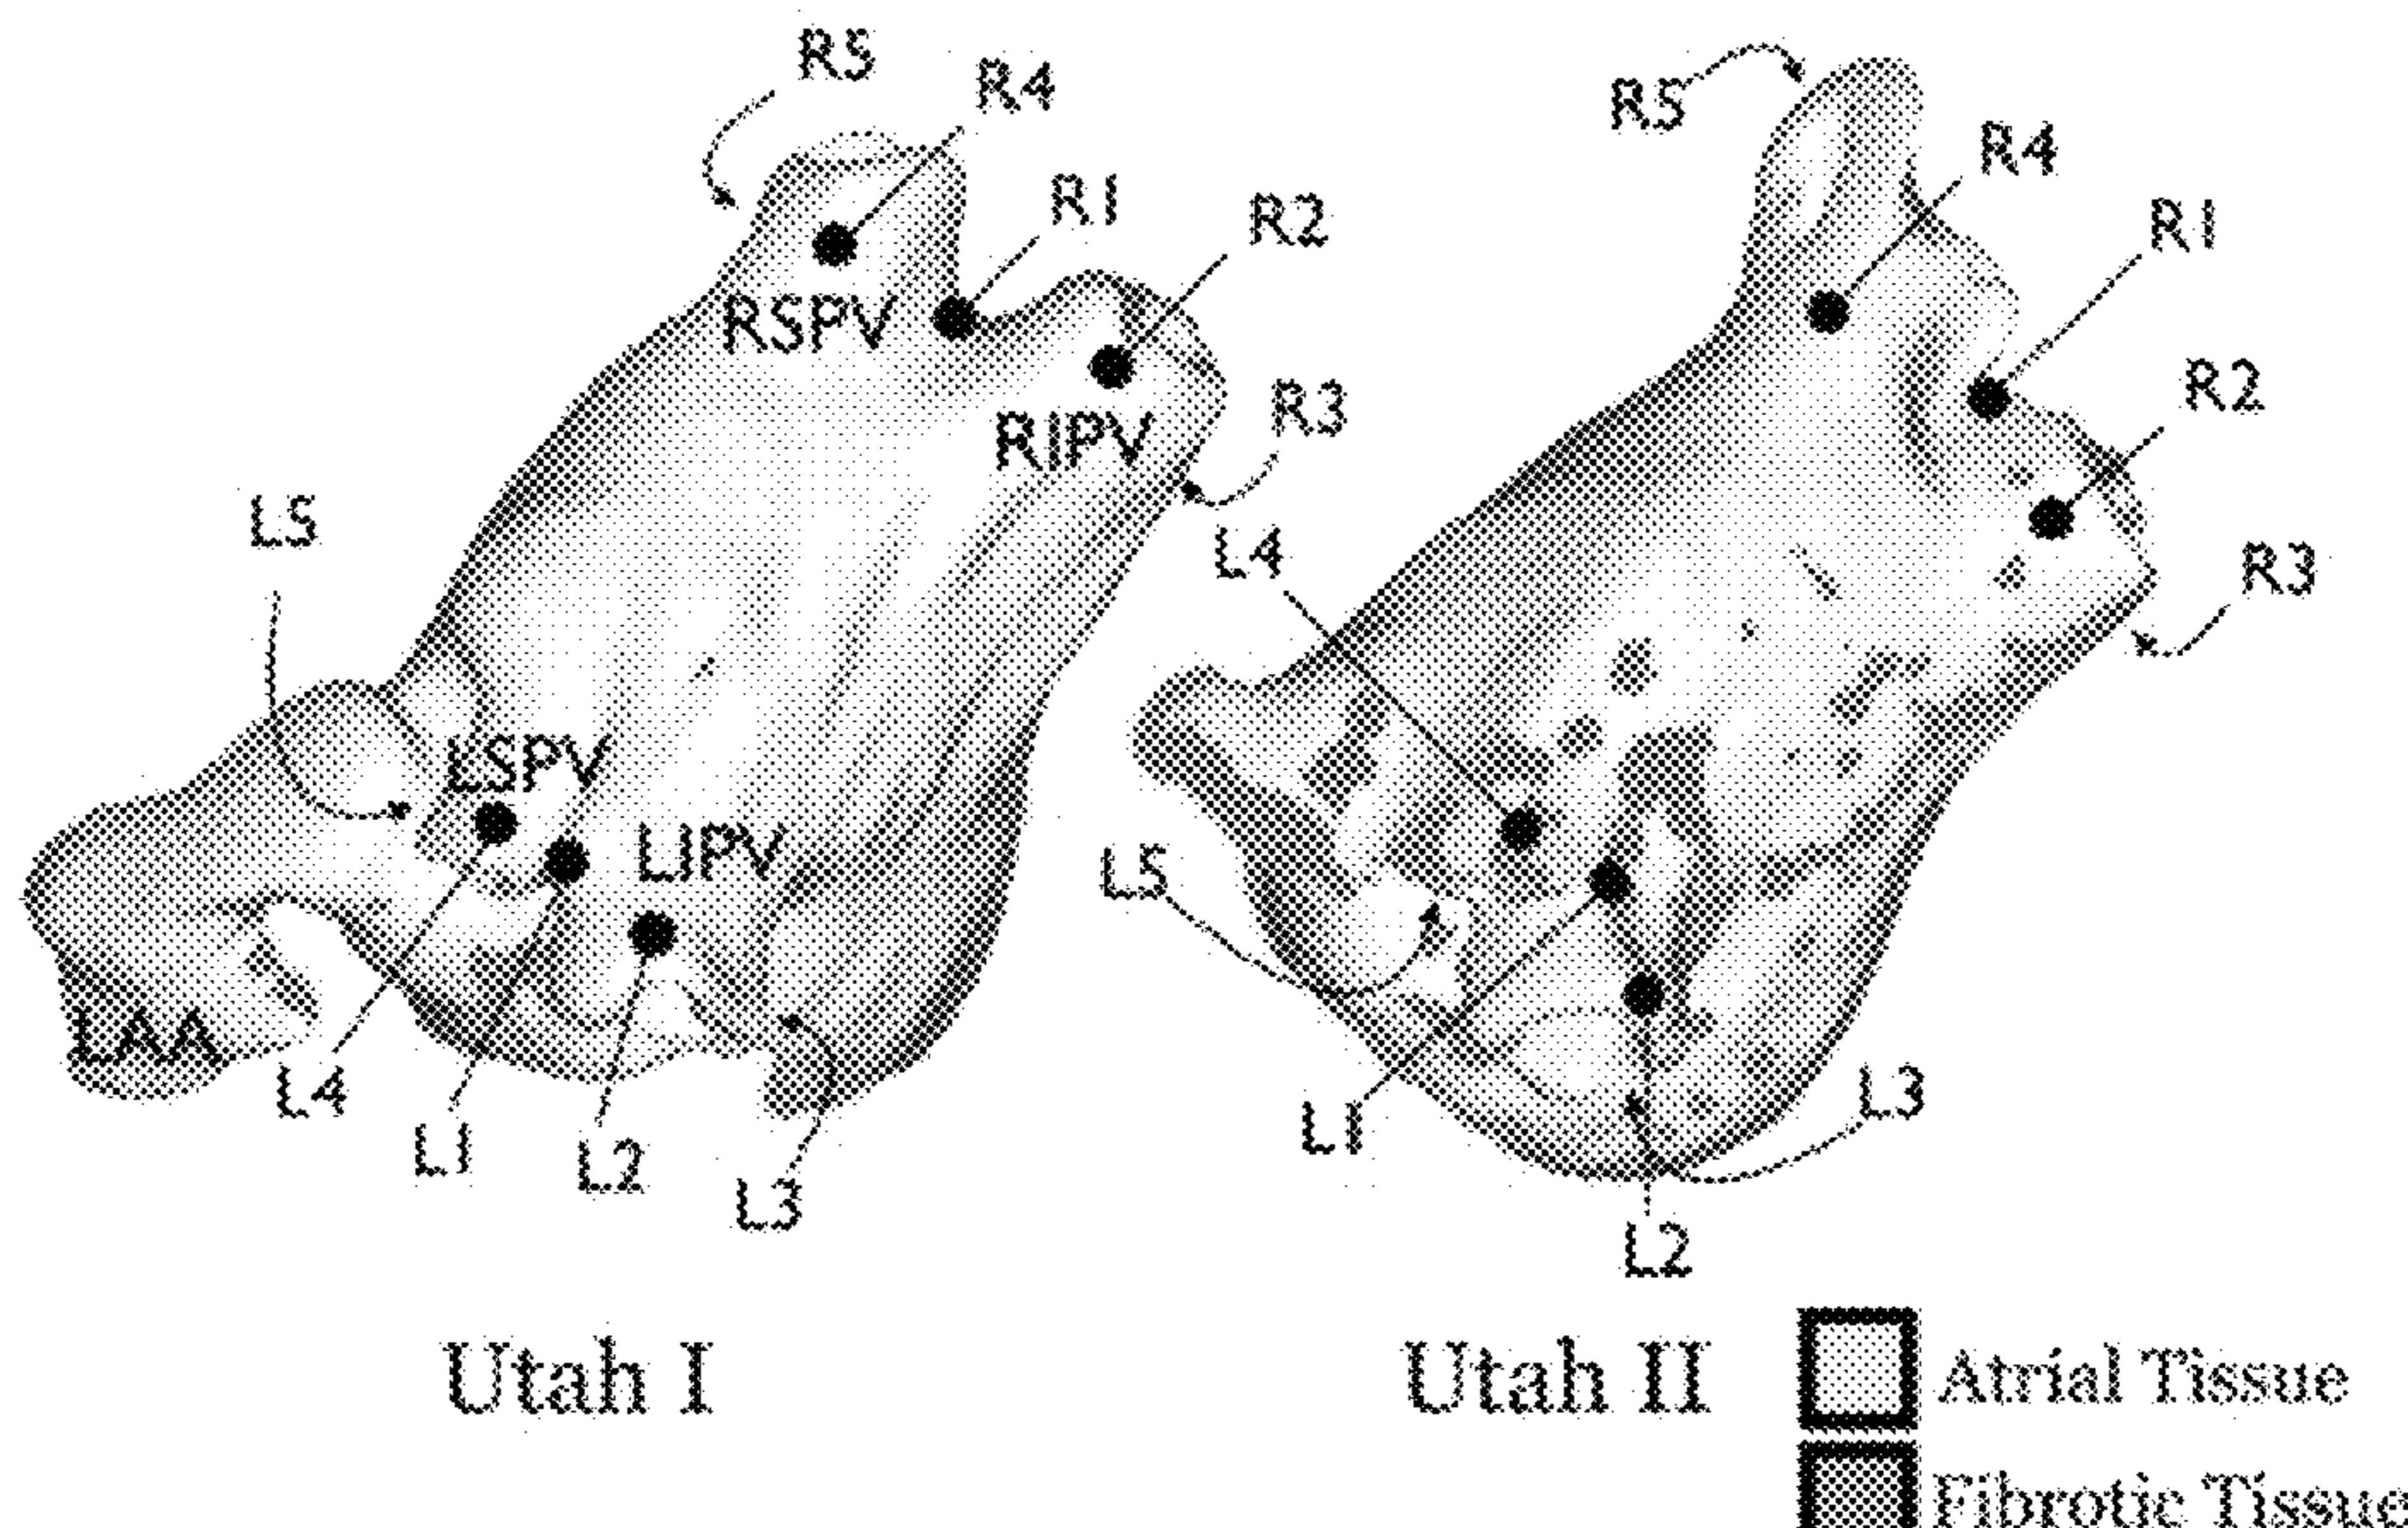 R5
R4
R1
R2
RSPV
RIPV
R3
L5
LSPV
LIPV
LAA
L4
L1
L2
L3
Utah I
R5
R4
R1
R2
R3
L4
L5
L1
L3
L2
Utah II
Atrial Tissue
Fibrotic Tissue